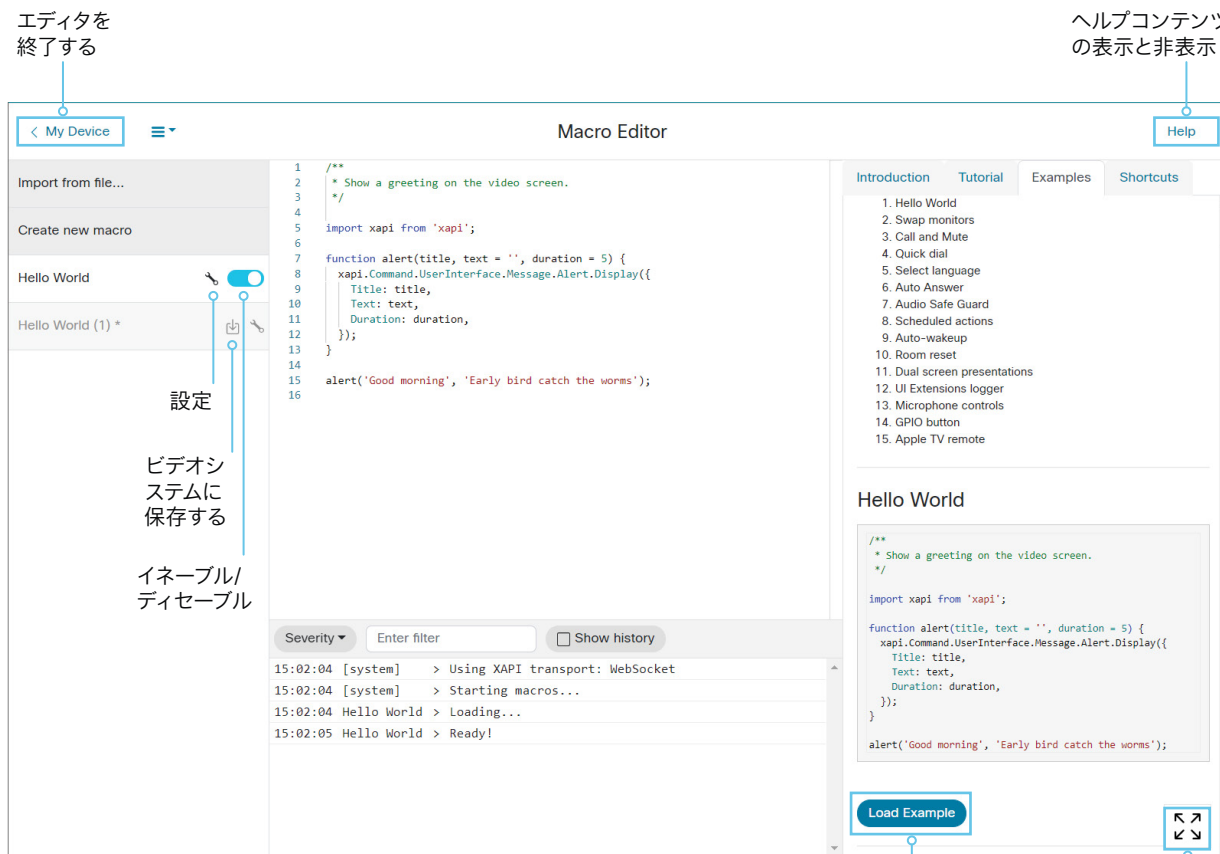 エディタを
終了する
ヘルプコンテンツ
の表示と非表示
My Device
Macro Editor
Help
Import from file...
Create new macro
Hello World
Hello World (1) *
設定
ビデオシ
ステムに
保存する
イネーブル/
ディセーブル
1 /**
2 * Show a greeting on the video screen.
3 */
4
5 import xapi from 'xapi';
6
7 function alert(title, text = '', duration = 5) {
8 xapi.Command.UserInterface.Message.Alert.Display({
9 Title: title,
10 Text: text,
11 Duration: duration,
12 });
13 }
14
15 alert('Good morning', 'Early bird catch the worms');
16
Severity
Enter filter
Show history
15:02:04 [system] > Using XAPI transport: WebSocket
15:02:04 [system] > Starting macros...
15:02:04 Hello World > Loading...
15:02:05 Hello World > Ready!
Introduction Tutorial Examples Shortcuts
1. Hello World
2. Swap monitors
3. Call and Mute
4. Quick dial
5. Select language
6. Auto Answer
7. Audio Safe Guard
8. Scheduled actions
9. Auto-wakeup
10. Room reset
11. Dual screen presentations
12. UI Extensions logger
13. Microphone controls
14. GPIO button
15. Apple TV remote
Hello World
/**
* Show a greeting on the video screen.
*/
import xapi from 'xapi';
function alert(title, text = '', duration = 5) {
xapi.Command.UserInterface.Message.Alert.Display({
Title: title,
Text: text,
Duration: duration,
});
}
alert('Good morning', 'Early bird catch the worms');
Load Example